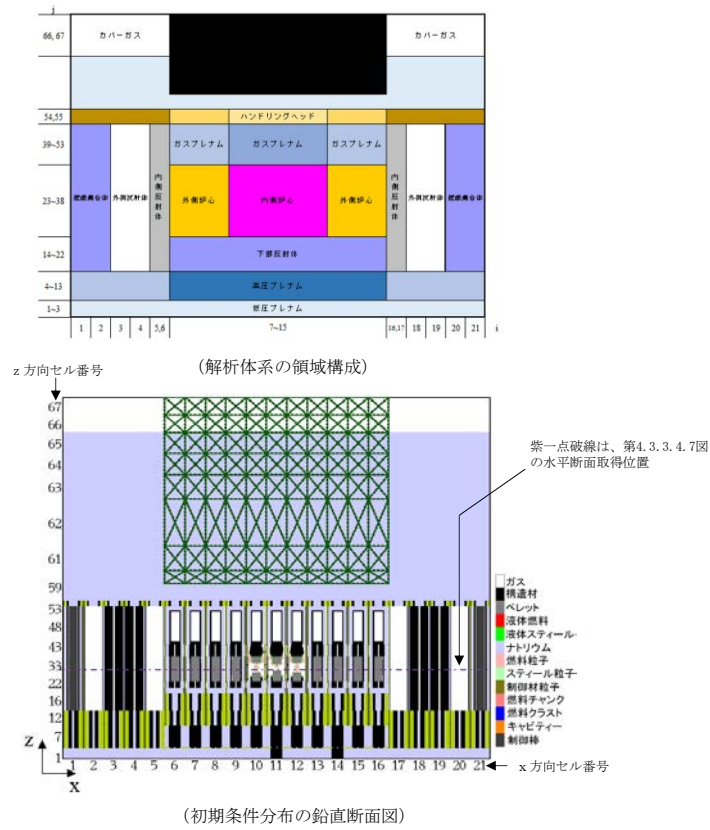 j
66, 67
カバーガス
カバーガス
54,55
ハンドリングヘッド
39~53
ガスプレナム
ガスプレナム
ガスプレナム
23~38
外側反射体
内側反射体
外側炉心
内側炉心
外側炉心
内側反射体
外側反射体
14~22
下部反射体
4~13
高圧プレナム
1~3
低圧プレナム
1 2 3 4 5,6 7~15 16,17 18 19 20 21 i
(解析体系の領域構成)
z 方向セル番号
67
66
65
64
63
62
61
59
53
48
43
33
22
16
12
7
1
紫一点破線は、第4.3.3.4.7図
の水平断面取得位置
ガス
構造材
ペレット
液体燃料
液体スティール
ナトリウム
燃料粒子
スティール粒子
制御材粒子
燃料チャンク
燃料クラスト
キャビティー
制御棒
Z
X
1 2 3 4 5 6 7 8 9 10 11 12 13 14 15 16 17 18 19 20 21
x 方向セル番号
(初期条件分布の鉛直断面図)